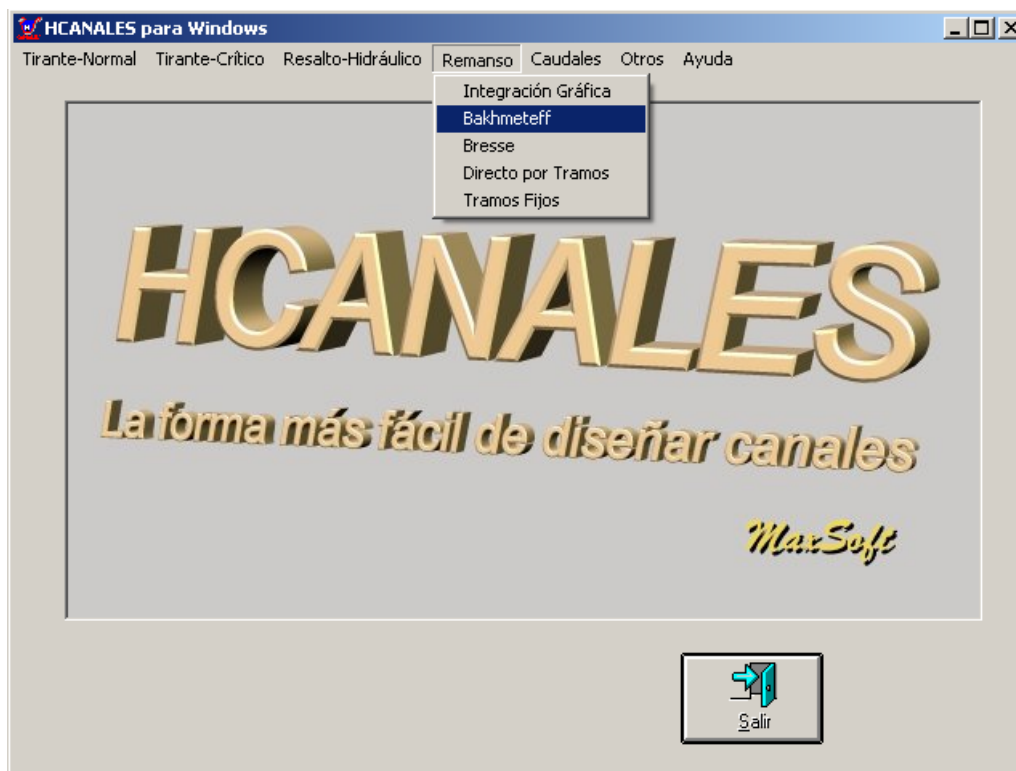 HCANALES para Windows
Tirante-Normal Tirante-Crítico Resalto-Hidráulico Remanso Caudales Otros Ayuda
Integración Gráfica
Bakhmeteff
Bresse
Directo por Tramos
Tramos Fijos
HCANALES
La forma más fácil de diseñar canales
MaxSoft
Salir